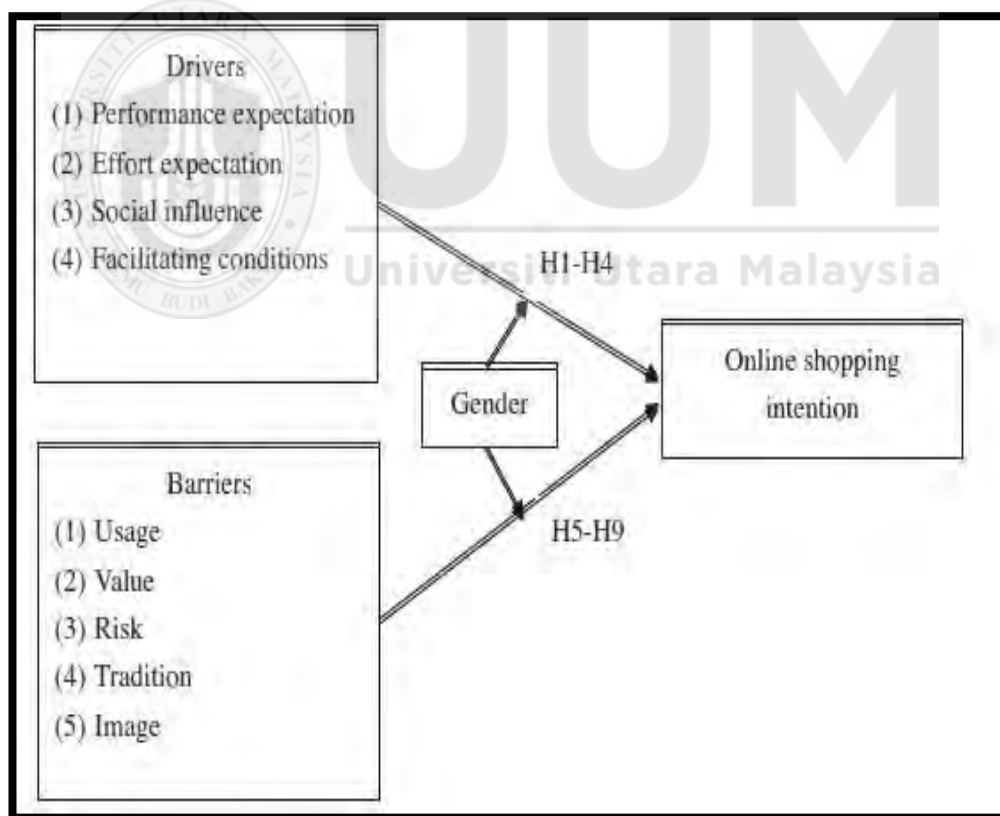 Drivers
(1) Performance expectation
(2) Effort expectation
(3) Social influence
(4) Facilitating conditions
H1-H4
Gender
Online shopping
intention
Barriers
(1) Usage
(2) Value
(3) Risk
(4) Tradition
(5) Image
H5-H9
UUM
Universiti Utara Malaysia